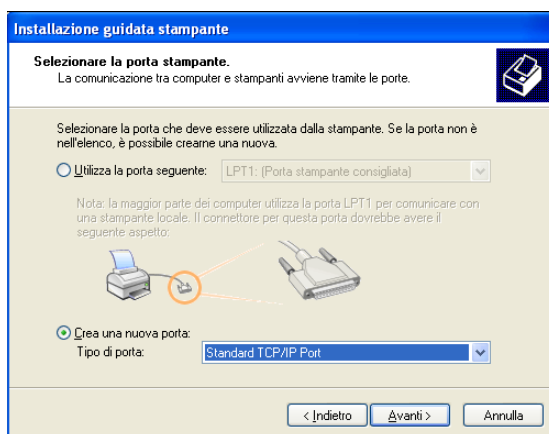 Installazione guidata stampante
Selezionare la porta stampante.
La comunicazione tra computer e stampanti avviene tramite le porte.
Selezionare la porta che deve essere utilizzata dalla stampante. Se la porta non è
nell'elenco, è possibile crearne una nuova.
Utilizza la porta seguente:
LPT1: (Porta stampante consigliata)
Nota: la maggior parte dei computer utilizza la porta LPT1 per comunicare con
una stampante locale. Il connettore per questa porta dovrebbe avere il
seguente aspetto:
Crea una nuova porta:
Tipo di porta:
Standard TCP/IP Port
< Indietro
Avanti >
Annulla